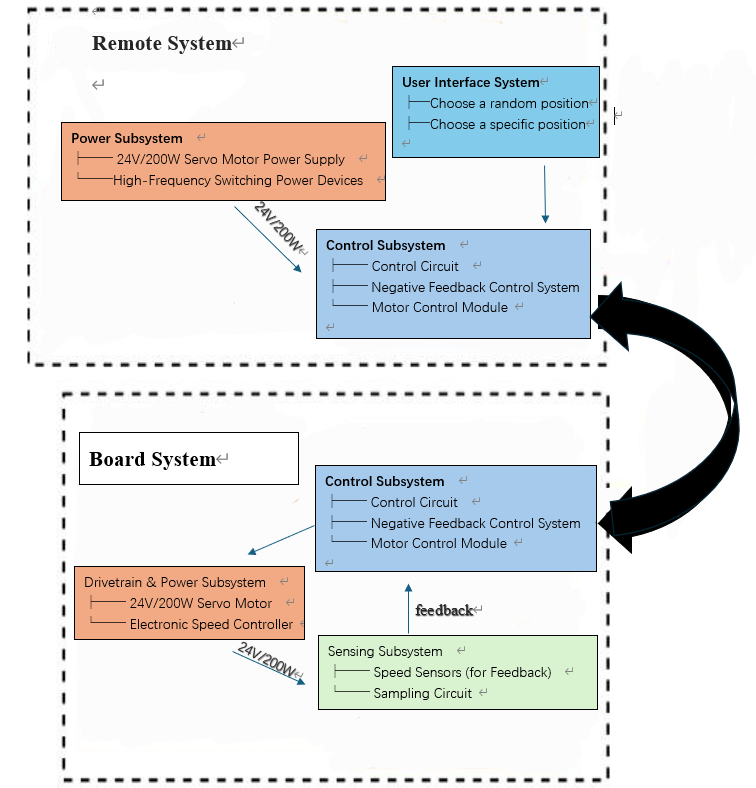 Remote System
User Interface System
Choose a random position
Choose a specific position
Power Subsystem
24V/200W Servo Motor Power Supply
High-Frequency Switching Power Devices
24V/200W
Control Subsystem
Control Circuit
Negative Feedback Control System
Motor Control Module
Board System
Control Subsystem
Control Circuit
Negative Feedback Control System
Motor Control Module
Drivetrain & Power Subsystem
24V/200W Servo Motor
Electronic Speed Controller
feedback
24V/200W
Sensing Subsystem
Speed Sensors (for Feedback)
Sampling Circuit